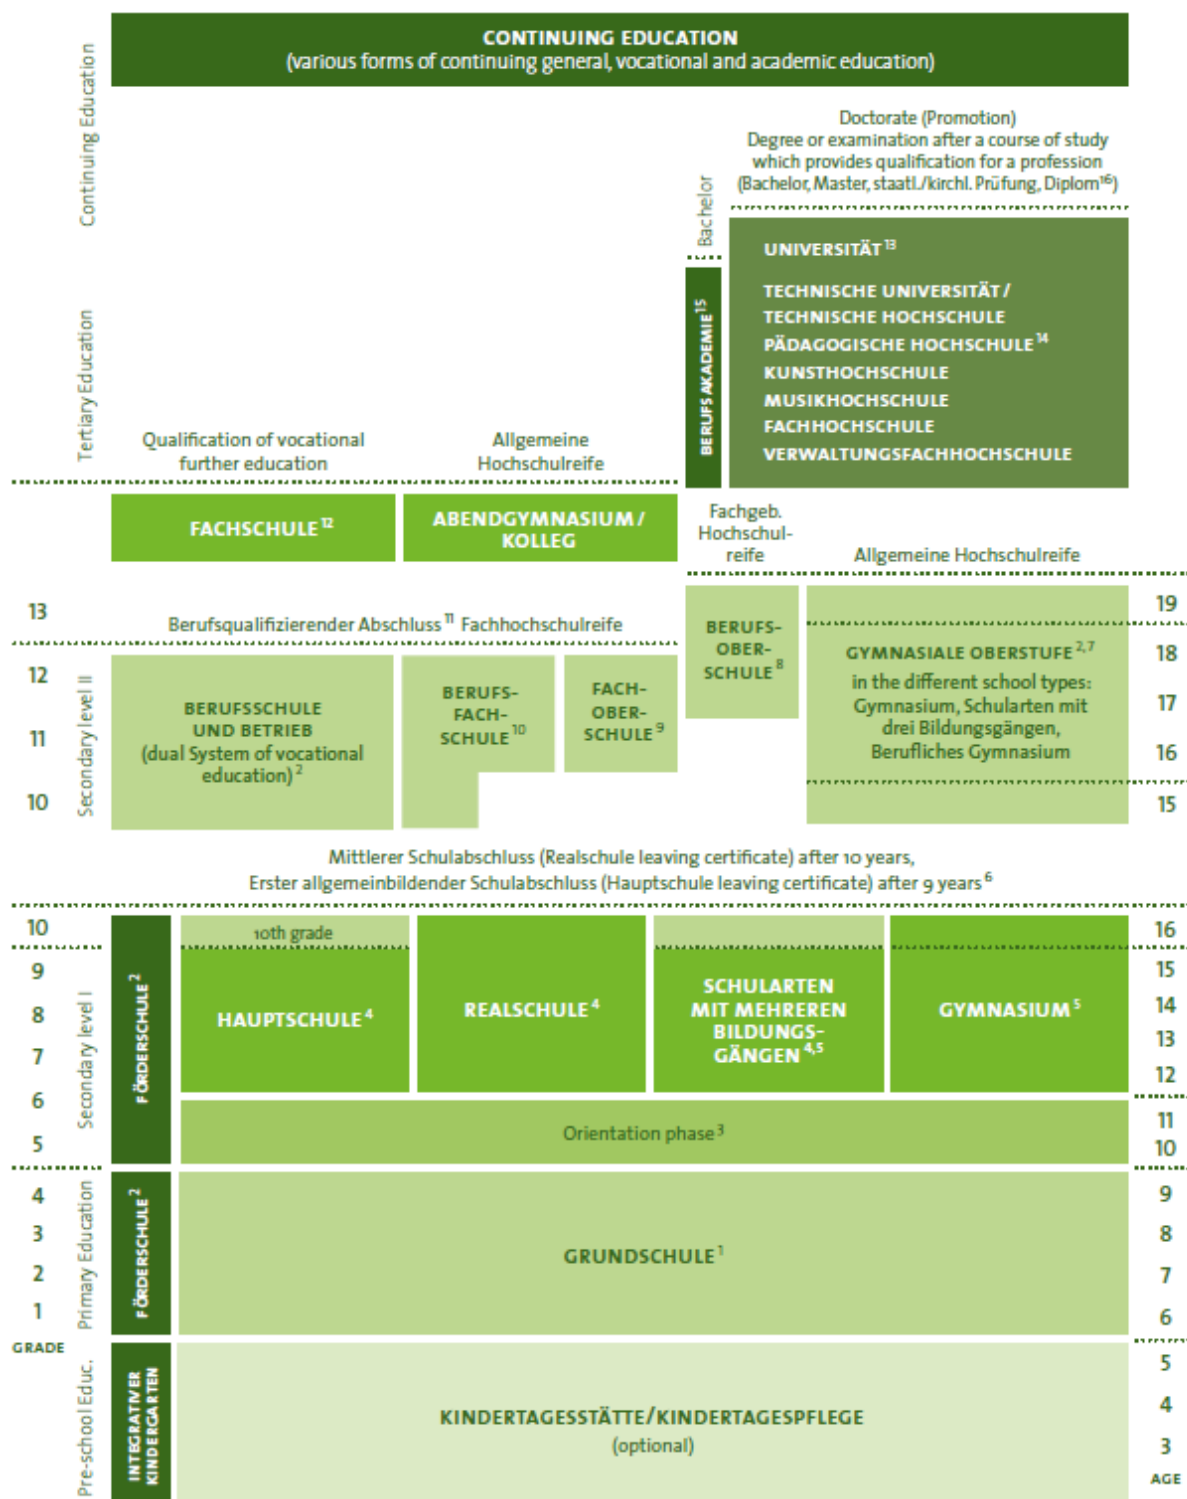 CONTINUING EDUCATION
(various forms of continuing general, vocational and academic education)
Continuing Education
Doctorate (Promotion)
Degree or examination after a course of study
which provides qualification for a profession
(Bachelor, Master, staatl./kirchl. Prüfung, Diplom¹⁶)
Bachelor
UNIVERSITÄT¹³
TECHNISCHE UNIVERSITÄT/
TECHNISCHE HOCHSCHULE
PÄDAGOGISCHE HOCHSCHULE¹⁴
KUNSTHOCHSCHULE
MUSIKHOCHSCHULE
FACHHOCHSCHULE
VERWALTUNGSFACHHOCHSCHULE
BERUFSAKADEMIE¹⁵
Tertiary Education
Qualification of vocational
further education
Allgemeine
Hochschulreife
FACHSCHULE¹²
ABENDGYMNASIUM/
KOLLEG
Fachgeb.
Hochschul-
reife
Allgemeine Hochschulreife
13
Berufsqualifizierender Abschluss¹¹ Fachhochschulreife
19
12
11
10
Secondary level II
BERUFSSCHULE
UND BETRIEB
(dual System of vocational
education)²
BERUFS-
FACH-
SCHULE¹⁰
FACH-
OBER-
SCHULE⁹
BERUFS-
OBER-
SCHULE⁸
GYMNASIALE OBERSTUFE²,⁷
in the different school types:
Gymnasium, Schularten mit
drei Bildungsgängen,
Berufliches Gymnasium
18
17
16
15
Mittlerer Schulabschluss (Realschule leaving certificate) after 10 years,
Erster allgemeinbildender Schulabschluss (Hauptschule leaving certificate) after 9 years⁶
10
10th grade
16
9
8
7
6
5
Secondary level I
FÖRDERSCHULE²
HAUPTSCHULE⁴
REALSCHULE⁴
SCHULARTEN
MIT MEHREREN
BILDUNGS-
GÄNGEN⁴,⁵
GYMNASIUM⁵
15
14
13
12
Orientation phase³
11
10
4
3
2
1
GRADE
Primary Education
FÖRDERSCHULE²
GRUNDSCHULE¹
9
8
7
6
Pre-school Educ.
INTEGRATIVER
KINDERGARTEN
KINDERTAGESSTÄTTE/KINDERTAGESPFLEGE
(optional)
5
4
3
AGE